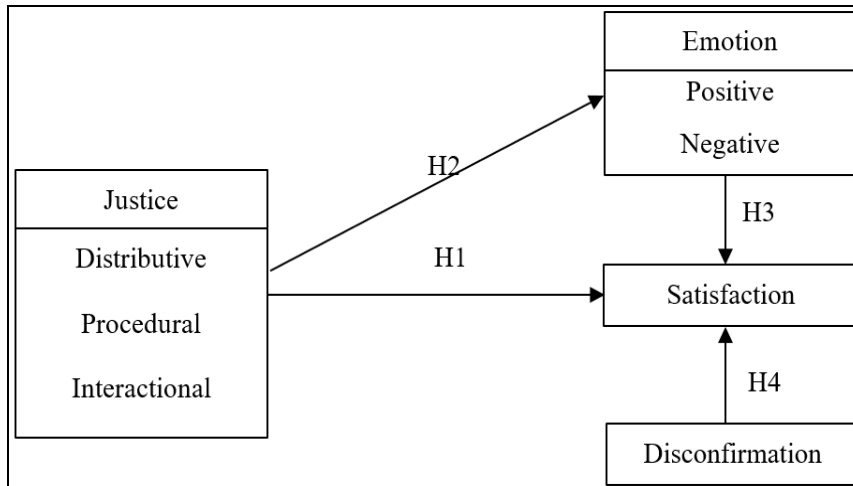 Emotion
Positive
Negative
H2
H3
Justice
Distributive
Procedural
Interactional
H1
Satisfaction
H4
Disconfirmation